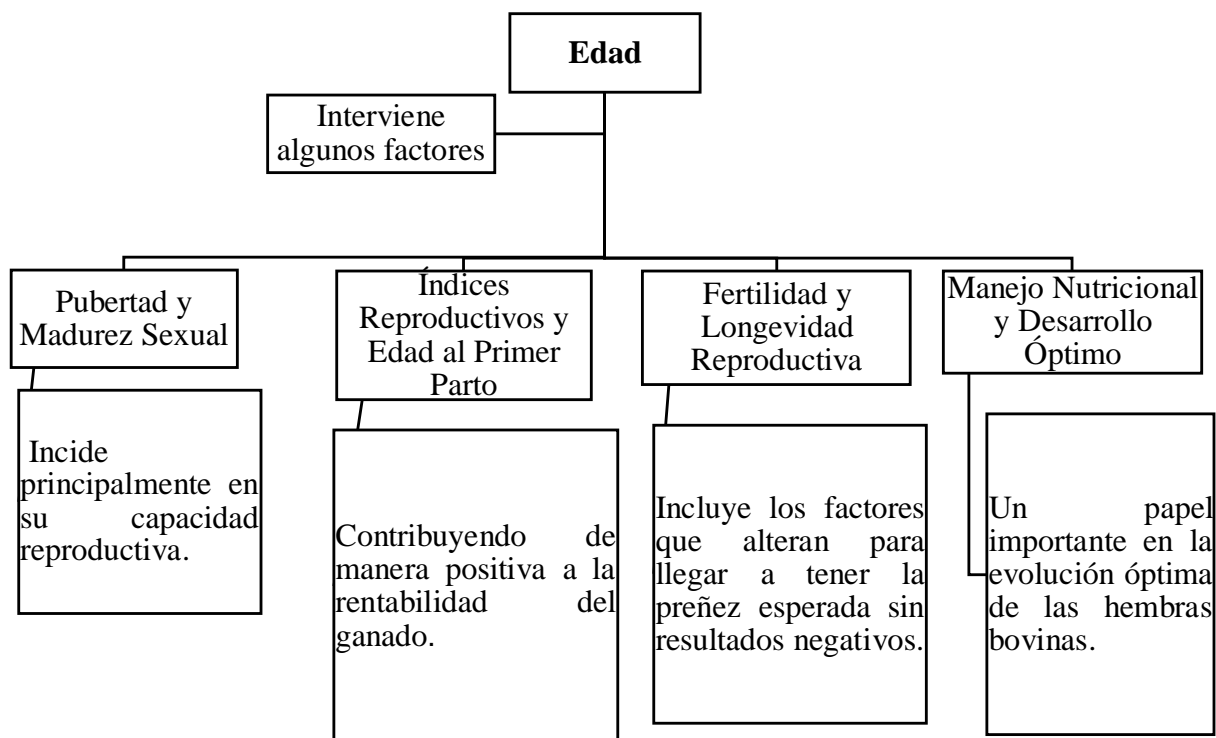 Edad
Interviene
algunos factores
Pubertad y
Madurez Sexual
Incide
principalmente en
su capacidad
reproductiva.
Índices
Reproductivos y
Edad al Primer
Parto
Contribuyendo de
manera positiva a la
rentabilidad del
ganado.
Fertilidad y
Longevidad
Reproductiva
Incluye los factores
que alteran para
llegar a tener la
preñez esperada sin
resultados negativos.
Manejo Nutricional
y Desarrollo
Óptimo
Un papel
importante en la
evolución óptima
de las hembras
bovinas.